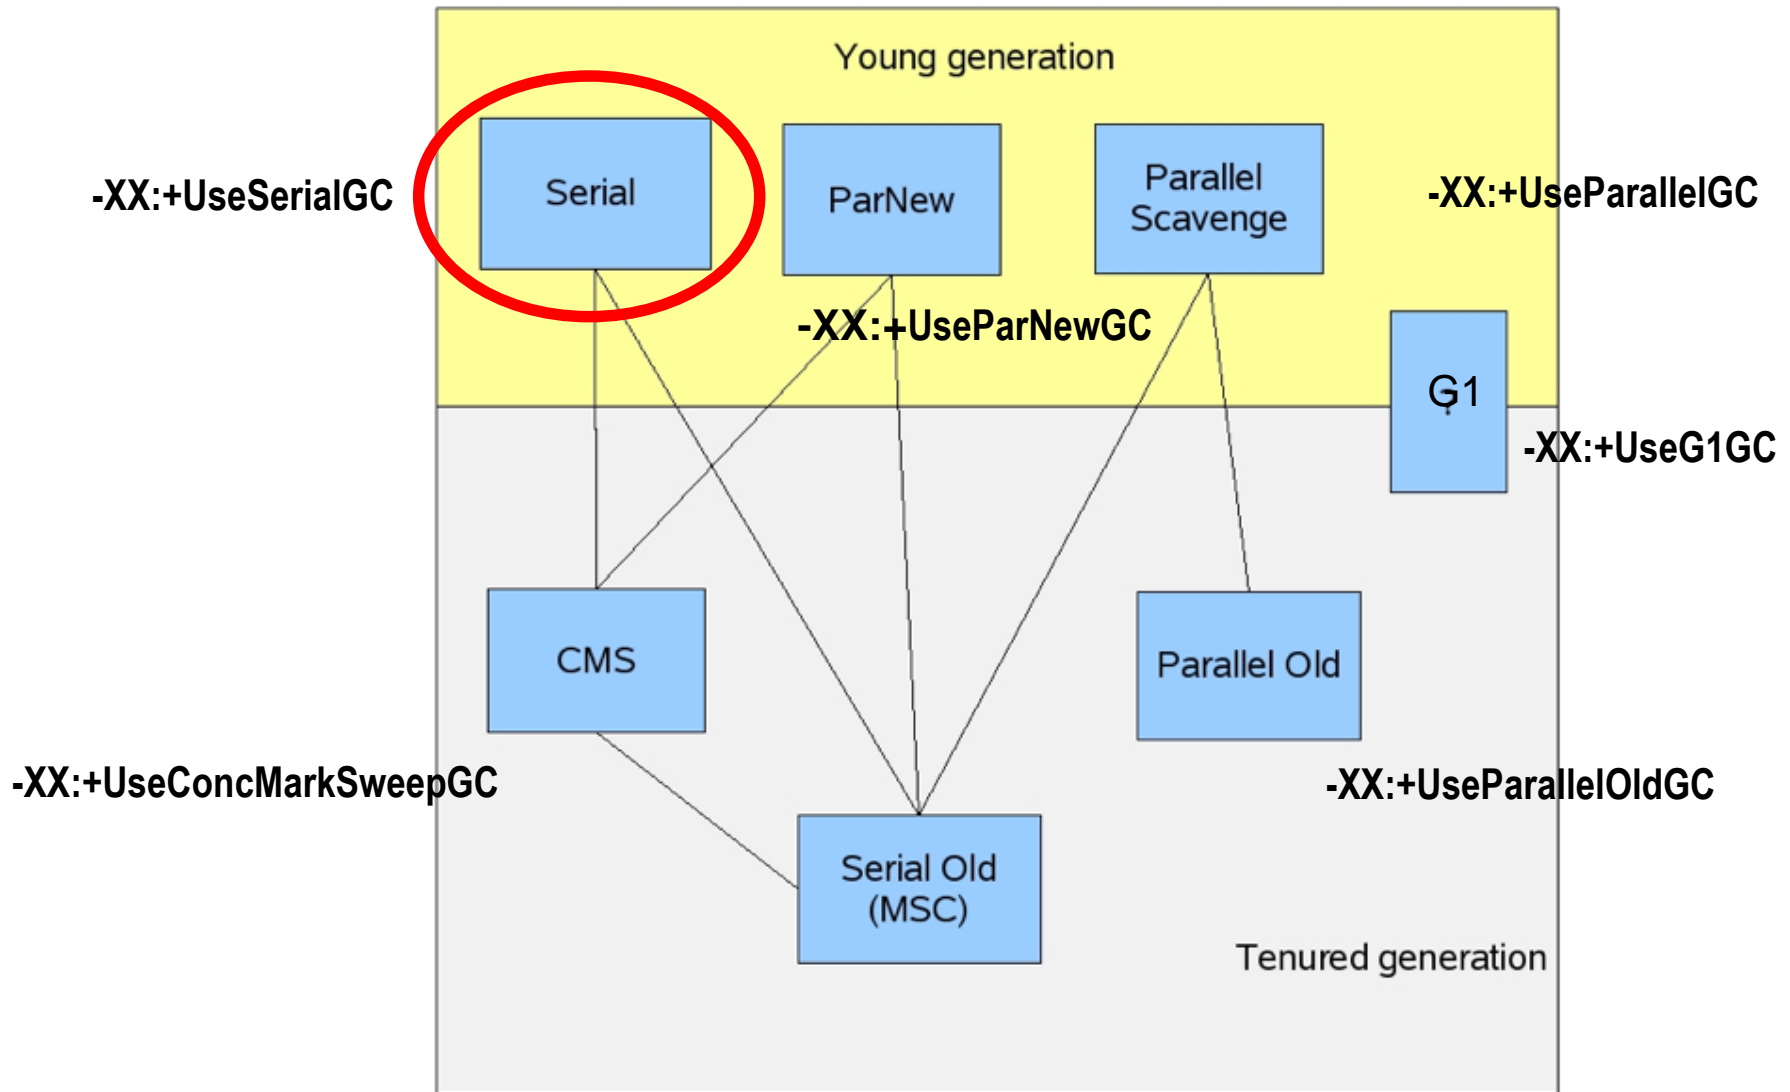 Young generation
Serial
ParNew
Parallel
Scavenge
-XX:+UseSerialGC
-XX:+UseParallelGC
-XX:+UseParNewGC
G1
-XX:+UseG1GC
CMS
Parallel Old
-XX:+UseConcMarkSweepGC
-XX:+UseParallelOldGC
Serial Old
(MSC)
Tenured generation